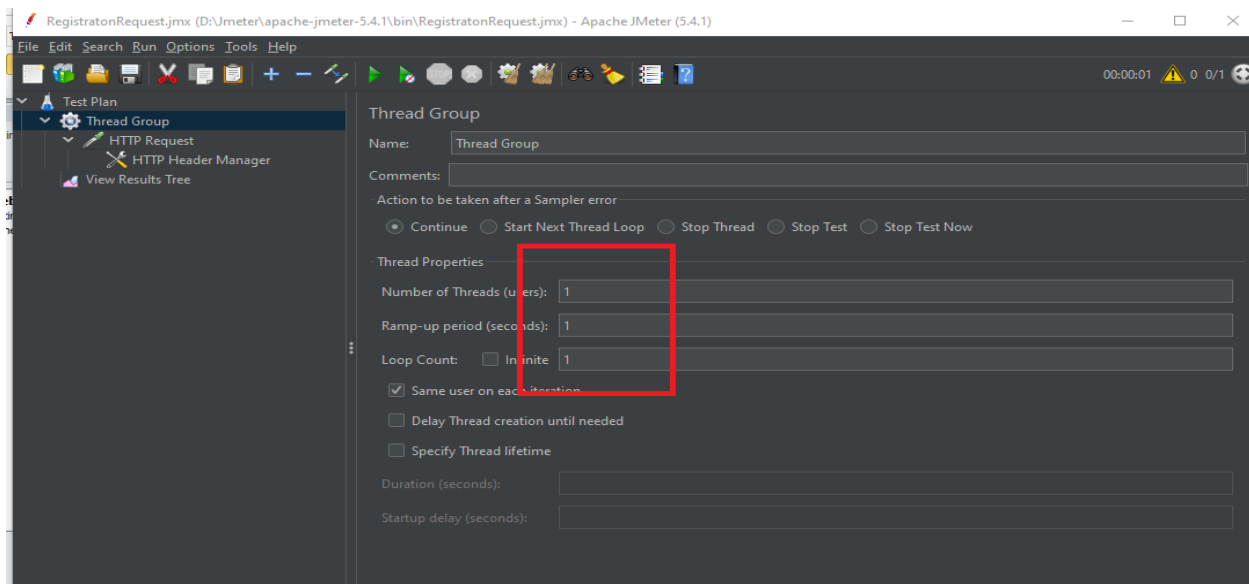 RegistratonRequest.jmx (D:\Jmeter\apache-jmeter-5.4.1\bin\RegistratonRequest.jmx) - Apache JMeter (5.4.1)
File Edit Search Run Options Tools Help
STOP
00:00:01 0 0/1
Test Plan
Thread Group
HTTP Request
HTTP Header Manager
View Results Tree
Thread Group
Name: Thread Group
Comments:
Action to be taken after a Sampler error
Continue Start Next Thread Loop Stop Thread Stop Test Stop Test Now
Thread Properties
Number of Threads (users): 1
Ramp-up period (seconds): 1
Loop Count: Infinite 1
Same user on each iteration
Delay Thread creation until needed
Specify Thread lifetime
Duration (seconds):
Startup delay (seconds):